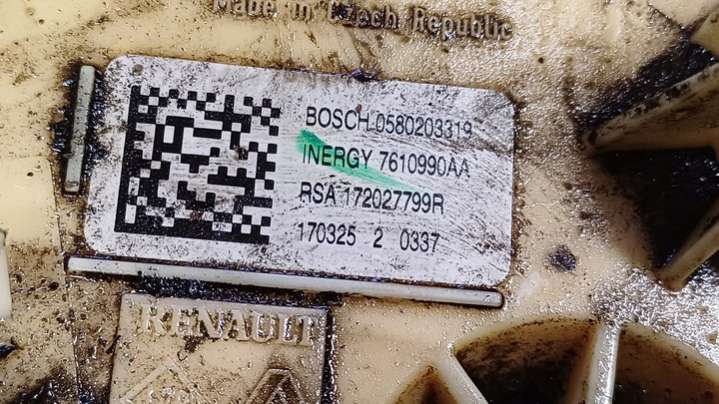 Made in Czech Republic
BOSCH 0580203319
INERGY 7610990AA
RSA 172027799R
170325 2 0337
RENAULT